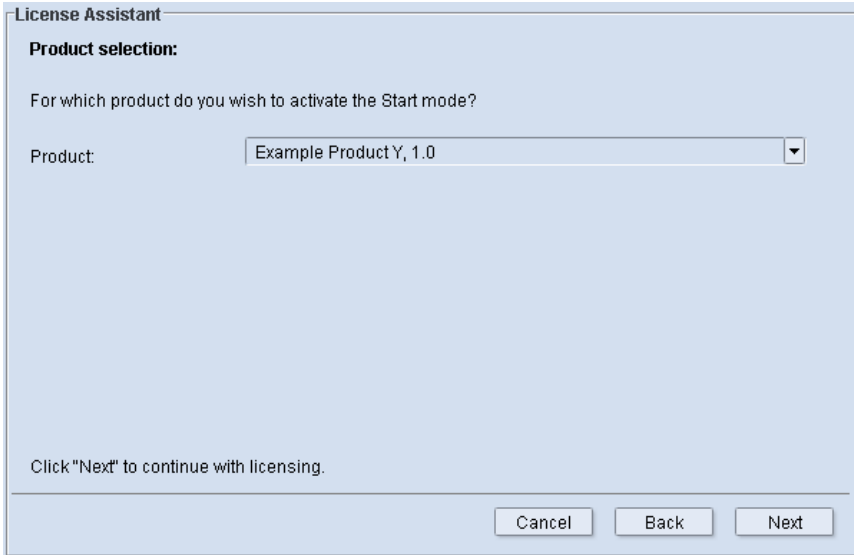 License Assistant
Product selection:
For which product do you wish to activate the Start mode?
Product: Example Product Y, 1.0
Click "Next" to continue with licensing.
Cancel Back Next